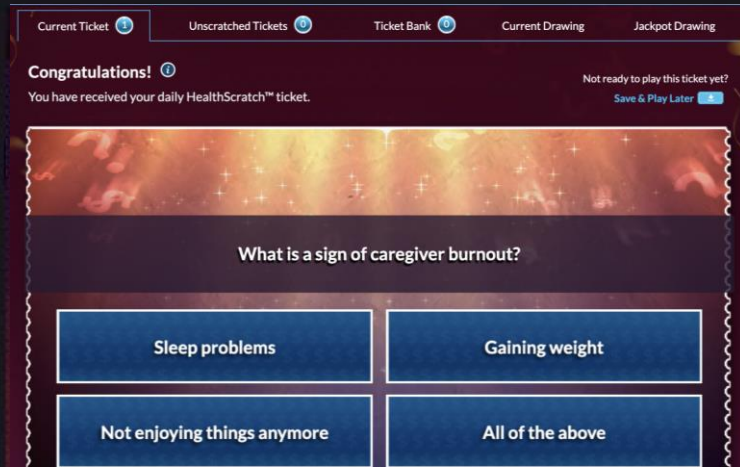 Current Ticket 1 Unscratched Tickets 0 Ticket Bank 0 Current Drawing Jackpot Drawing
Congratulations! i
Not ready to play this ticket yet?
You have received your daily HealthScratch™ ticket.
Save & Play Later
What is a sign of caregiver burnout?
Sleep problems
Gaining weight
Not enjoying things anymore
All of the above